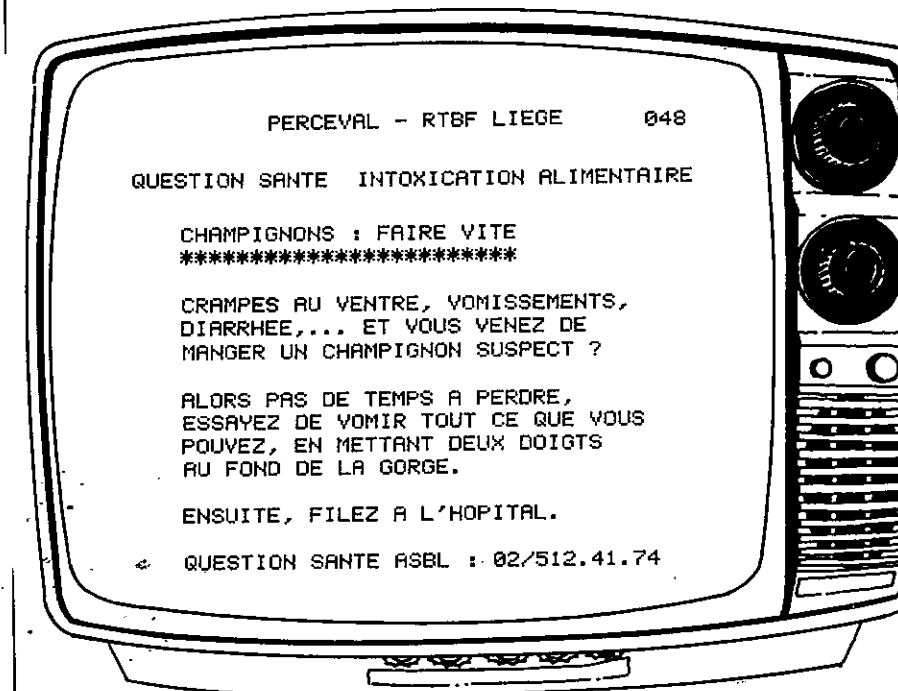 PERCEVAL - RTBF LIEGE 048
QUESTION SANTE INTOXICATION ALIMENTAIRE
CHAMPIGNONS : FAIRE VITE
************************
CRAMPES AU VENTRE, VOMISSEMENTS,
DIARRHEE,... ET VOUS VENEZ DE
MANGER UN CHAMPIGNON SUSPECT ?
ALORS PAS DE TEMPS A PERDRE,
ESSAYEZ DE VOMIR TOUT CE QUE VOUS
POUVEZ, EN METTANT DEUX DOIGTS
AU FOND DE LA GORGE.
ENSUITE, FILEZ A L'HOPITAL.
QUESTION SANTE ASBL : 02/512.41.74